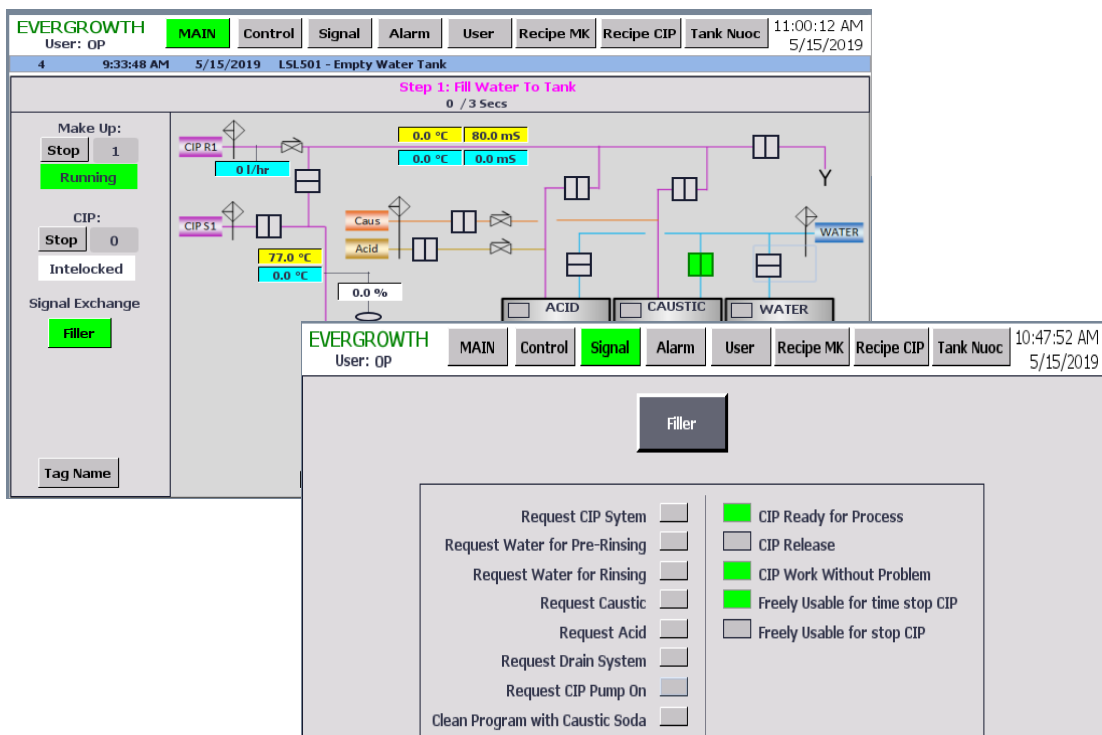 EVERGROWTH
User: OP
MAIN Control Signal Alarm User Recipe MK Recipe CIP Tank Nuoc
11:00:12 AM
5/15/2019
4 9:33:48 AM 5/15/2019 LSL501 - Empty Water Tank
Step 1: Fill Water To Tank
0 / 3 Secs
Make Up:
Stop 1
Running
CIP:
Stop 0
Intelocked
Signal Exchange
Filler
Tag Name
CIP R1
0 l/hr
0.0 °C 80.0 mS
0.0 °C 0.0 mS
Y
CIP S1
Caus
Acid
WATER
77.0 °C
0.0 °C
0.0 %
ACID
CAUSTIC
WATER
EVERGROWTH
User: OP
MAIN Control Signal Alarm User Recipe MK Recipe CIP Tank Nuoc
10:47:52 AM
5/15/2019
Filler
Request CIP Sytem
Request Water for Pre-Rinsing
Request Water for Rinsing
Request Caustic
Request Acid
Request Drain System
Request CIP Pump On
Clean Program with Caustic Soda
CIP Ready for Process
CIP Release
CIP Work Without Problem
Freely Usable for time stop CIP
Freely Usable for stop CIP